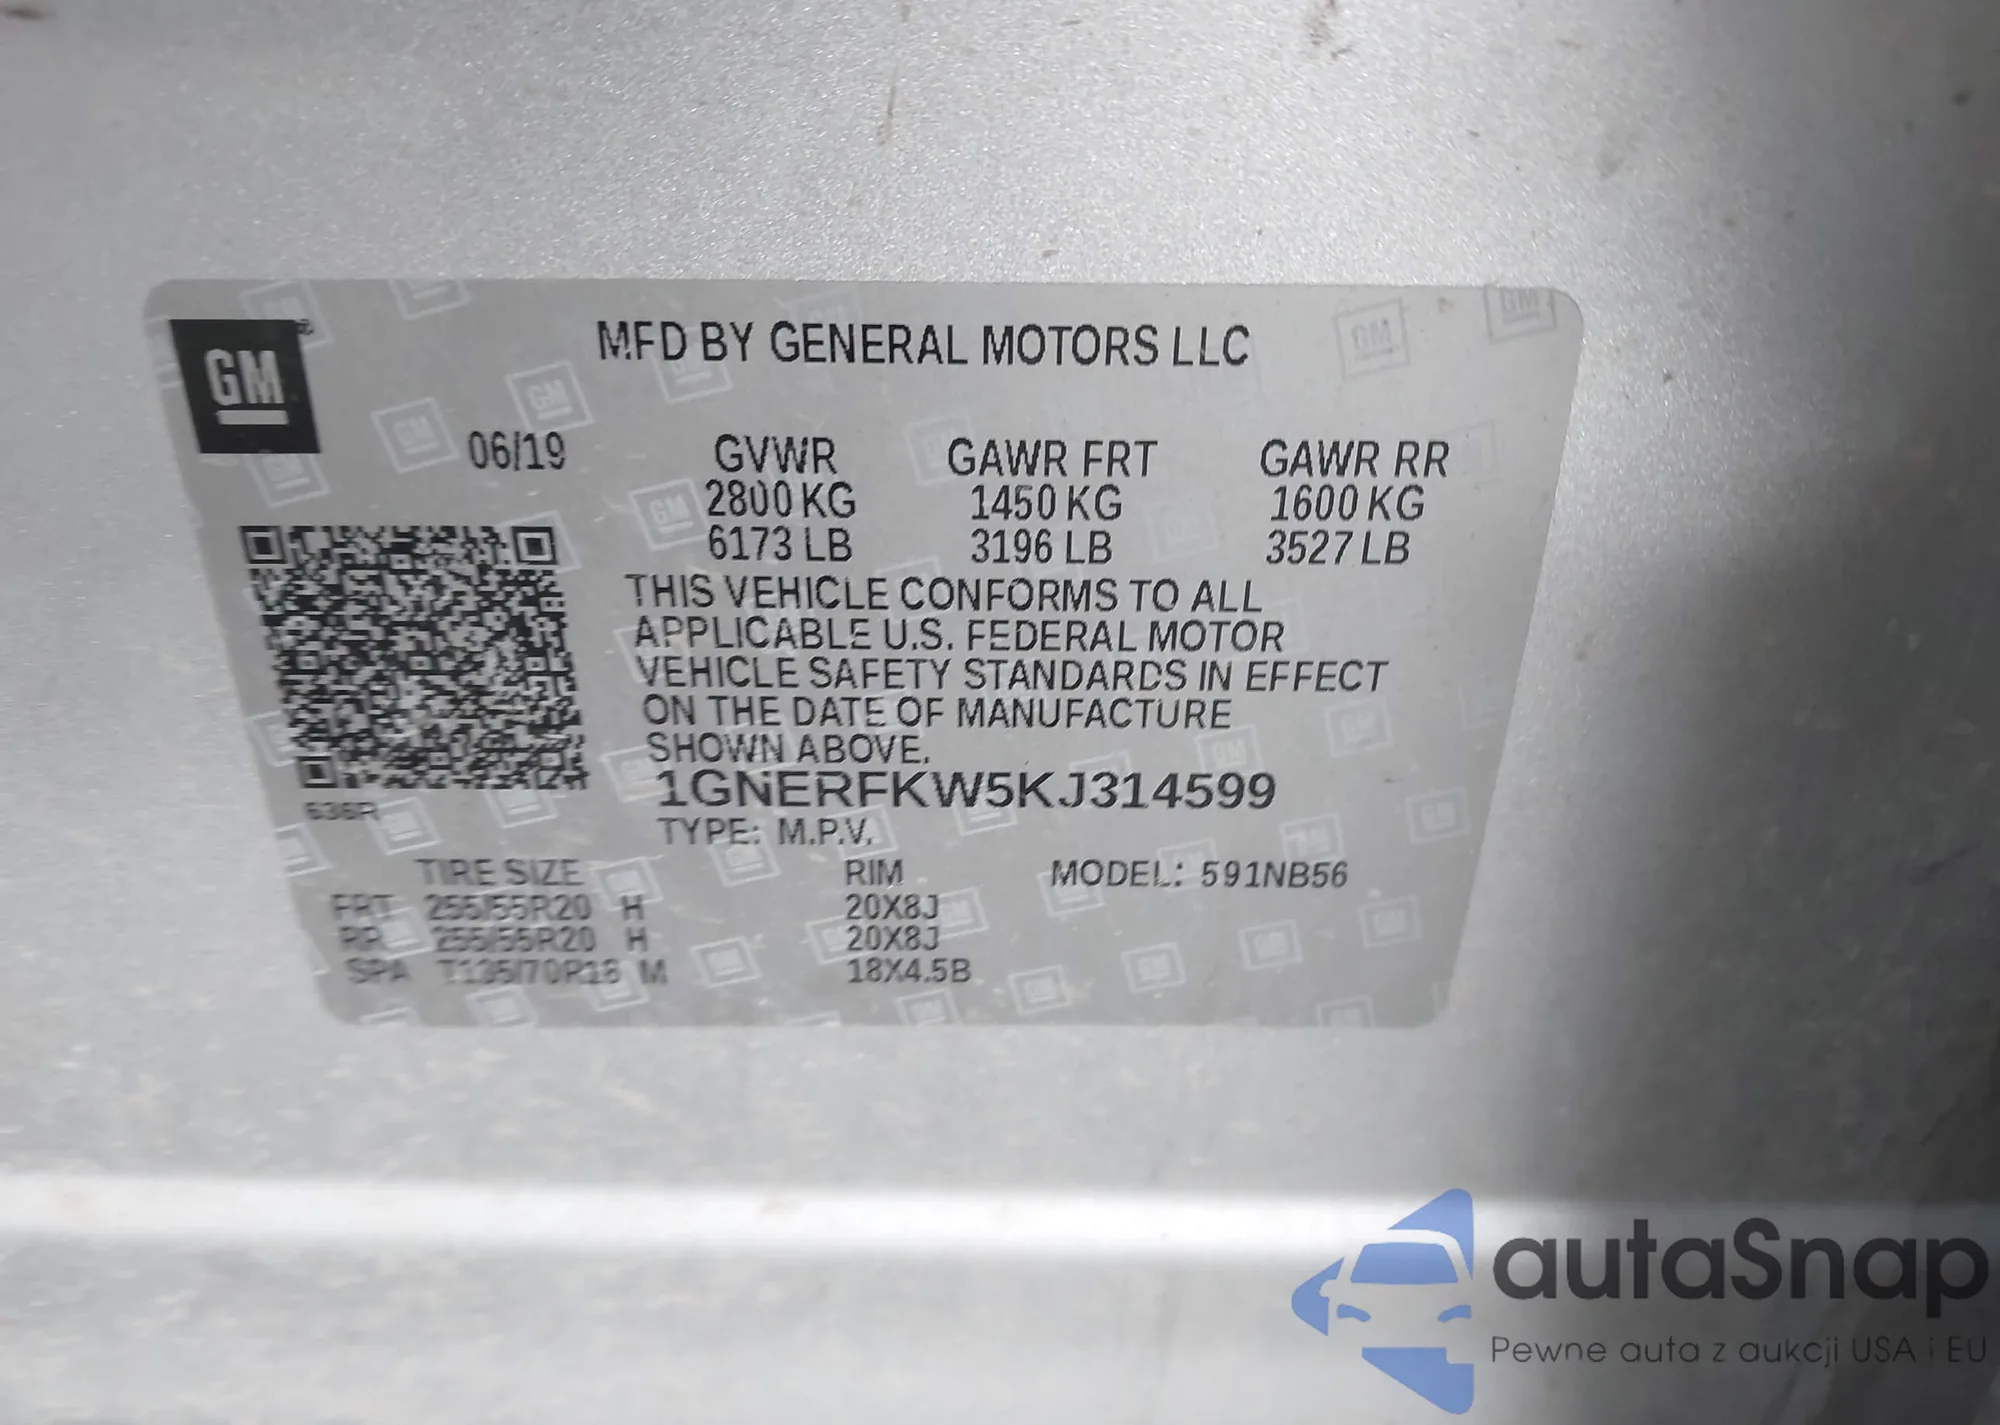 GM
MFD BY GENERAL MOTORS LLC
06/19 GVWR GAWR FRT GAWR RR
2800 KG 1450 KG 1600 KG
6173 LB 3196 LB 3527 LB
THIS VEHICLE CONFORMS TO ALL
APPLICABLE U.S. FEDERAL MOTOR
VEHICLE SAFETY STANDARDS IN EFFECT
ON THE DATE OF MANUFACTURE
SHOWN ABOVE.
1GNERFKW5KJ314599
636R
TYPE: M.P.V.
TIRE SIZE RIM MODEL: 591NB56
FRT 255/55R20 H 20X8J
RR 255/55R20 H 20X8J
SPA T135/70R18 M 18X4.5B
autaSnap
Pewne auta z aukcji USA i EU